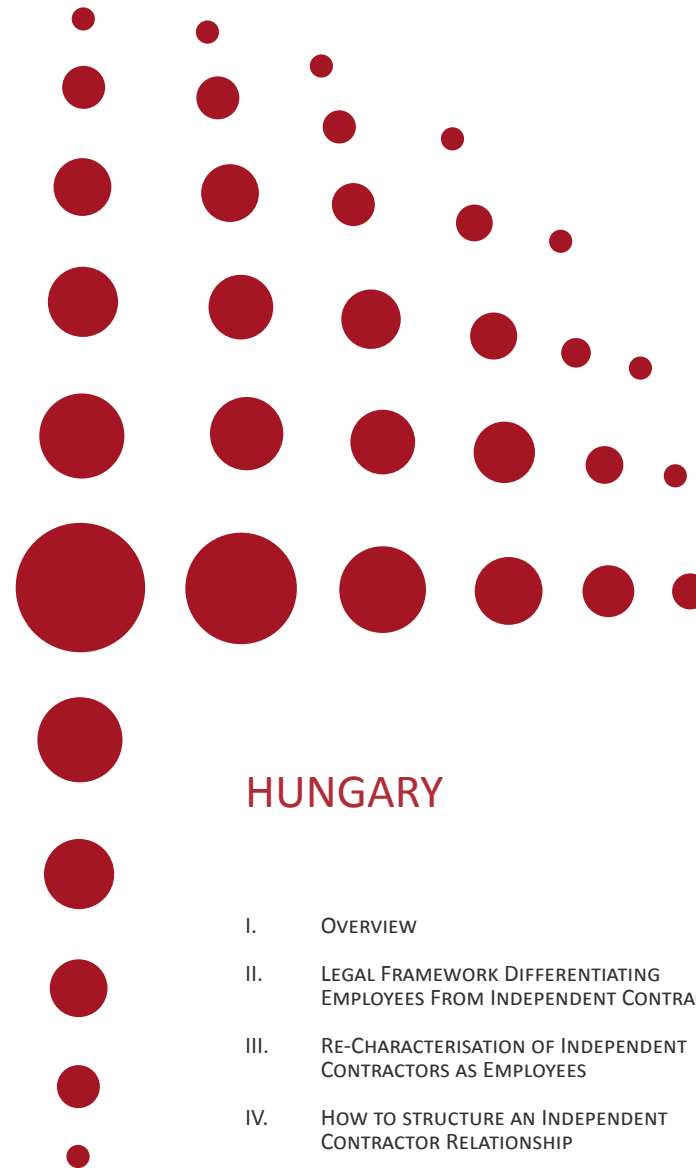 HUNGARY
I. OVERVIEW
II. LEGAL FRAMEWORK DIFFERENTIATING
EMPLOYEES FROM INDEPENDENT
III. RE-CHARACTERISATION OF INDEPENDENT
CONTRACTORS AS EMPLOYEES
IV. HOW TO STRUCTURE AN INDEPENDENT
CONTRACTOR RELATIONSHIP